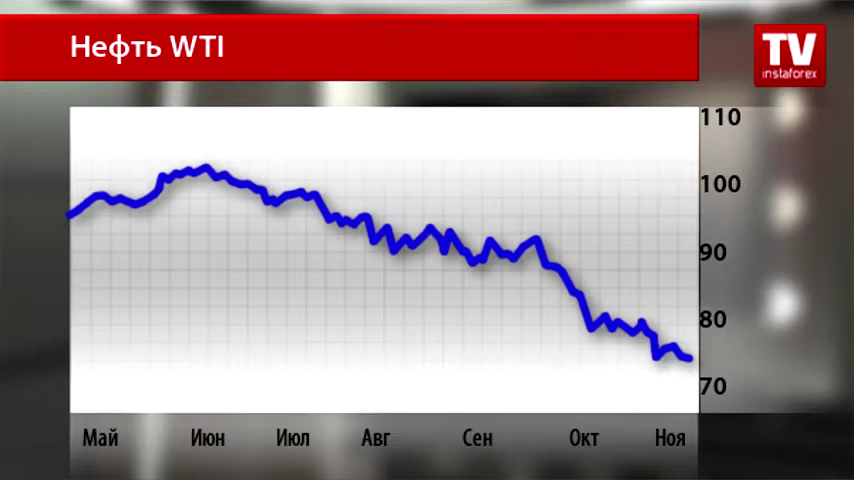 Нефть WTI
TV
instaforex
110
100
90
80
70
Май Июн Июл Авг Сен Окт Ноя